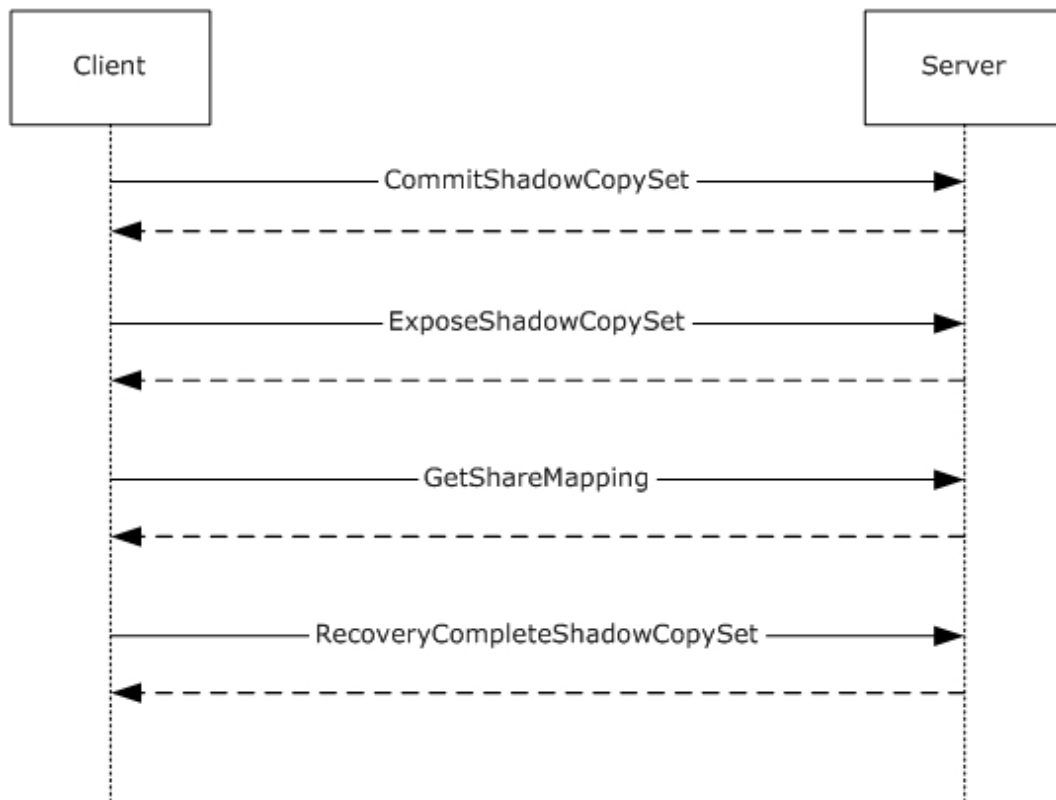 Client
Server
CommitShadowCopySet
ExposeShadowCopySet
GetShareMapping
RecoveryCompleteShadowCopySet